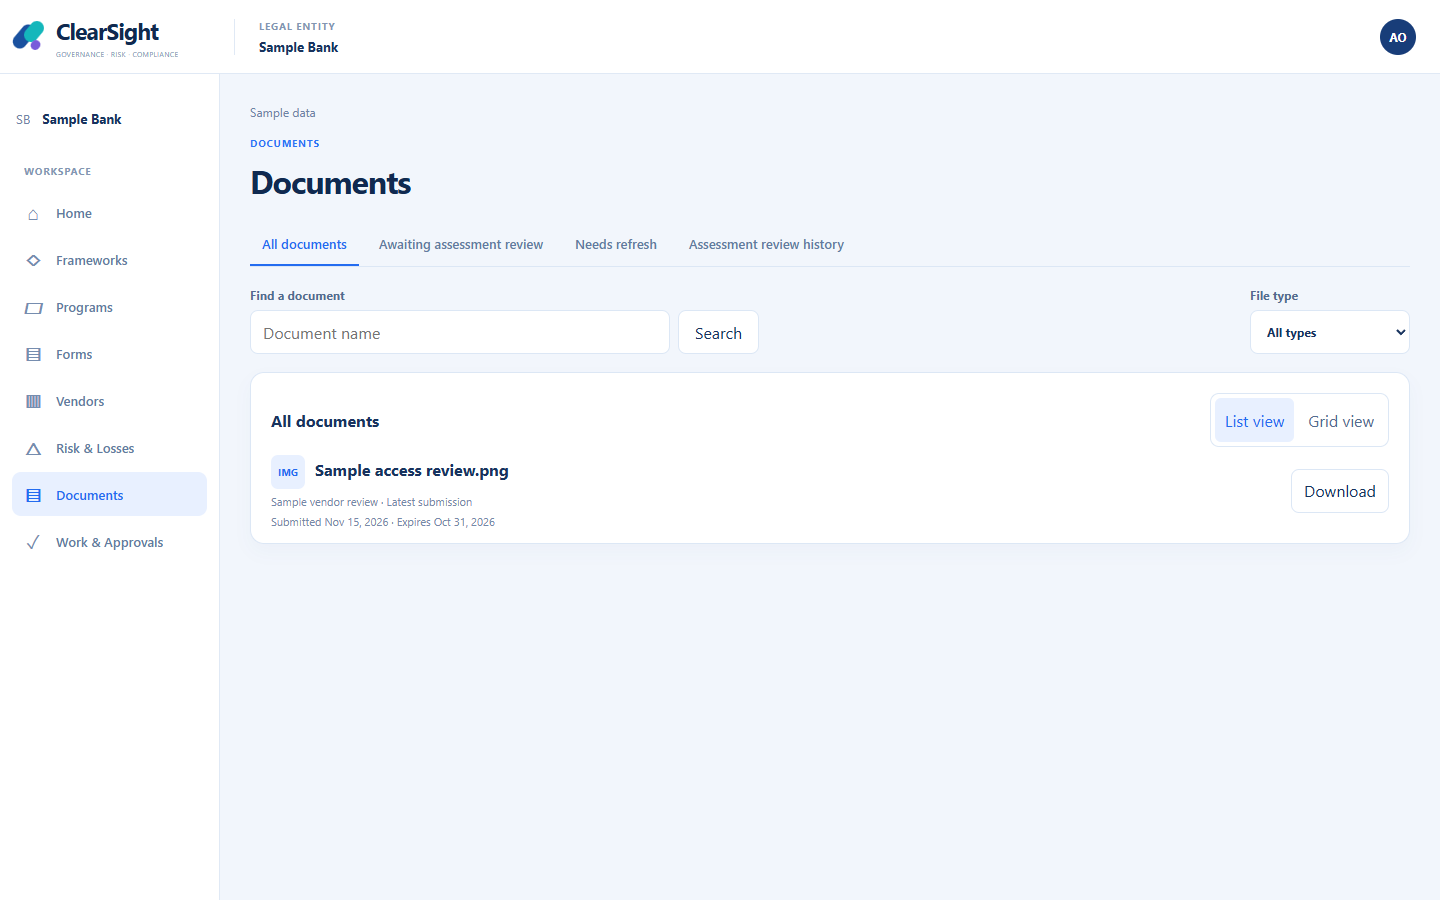 ClearSight
GOVERNANCE · RISK · COMPLIANCE
LEGAL ENTITY
Sample Bank
AO
SB Sample Bank
WORKSPACE
Home
Frameworks
Programs
Forms
Vendors
Risk & Losses
Documents
Work & Approvals
Sample data
DOCUMENTS
Documents
All documents
Awaiting assessment review
Needs refresh
Assessment review history
Find a document
Document name
Search
File type
All types
All documents
List view
Grid view
IMG
Sample access review.png
Sample vendor review · Latest submission
Submitted Nov 15, 2026 · Expires Oct 31, 2026
Download